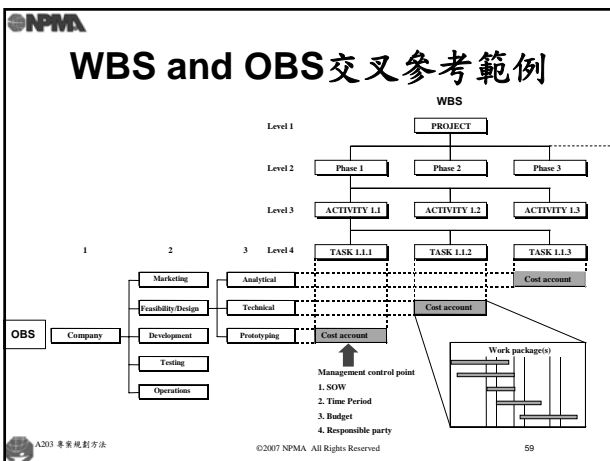 NPMA
WBS and OBS交叉參考範例
WBS
Level 1 PROJECT
Level 2 Phase 1 Phase 2 Phase 3
Level 3 ACTIVITY 1.1 ACTIVITY 1.2 ACTIVITY 1.3
1 2 3 Level 4 TASK 1.1.1 TASK 1.1.2 TASK 1.1.3
Marketing Analytical Cost account
Feasibility/Design Technical Cost account
OBS Company Development Prototyping Cost account
Testing
Operations
Work package(s)
Management control point
1. SOW
2. Time Period
3. Budget
4. Responsible party
A203 專案規劃方法 ©2007 NPMA All Rights Reserved 59